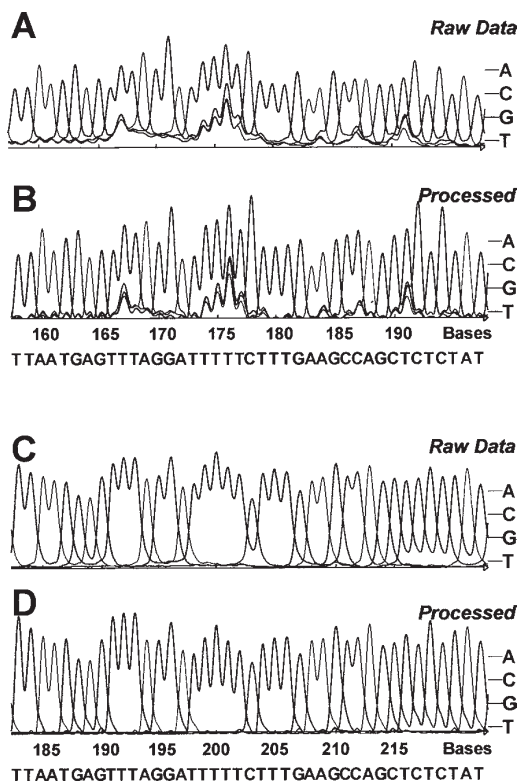 A
Raw Data
A
C
G
T
B
Processed
A
C
G
T
160 165 170 175 180 185 190 Bases
TTAATGAGTTTAGGATTTTTCTTTGAAGCCAGCTCTCTAT
C
Raw Data
A
C
G
T
D
Processed
A
C
G
T
185 190 195 200 205 210 215 Bases
TTAATGAGTTTAGGATTTTTCTTTGAAGCCAGCTCTCTAT